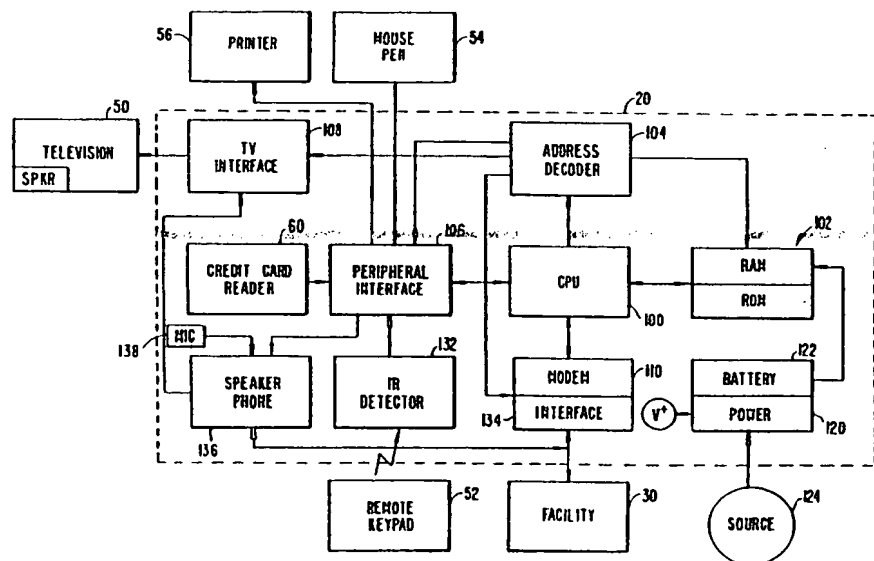 56
PRINTER
MOUSE
PEN
54
50
TELEVISION
SPKR
108
TV
INTERFACE
20
ADDRESS
DECODER
104
60
CREDIT CARD
READER
106
PERIPHERAL
INTERFACE
CPU
100
102
RAM
ROM
MIC
138
SPEAKER
PHONE
136
132
IR
DETECTOR
MODEM
110
134
INTERFACE
122
BATTERY
V+
POWER
120
REMOTE
KEYPAD
52
FACILITY
30
SOURCE
124